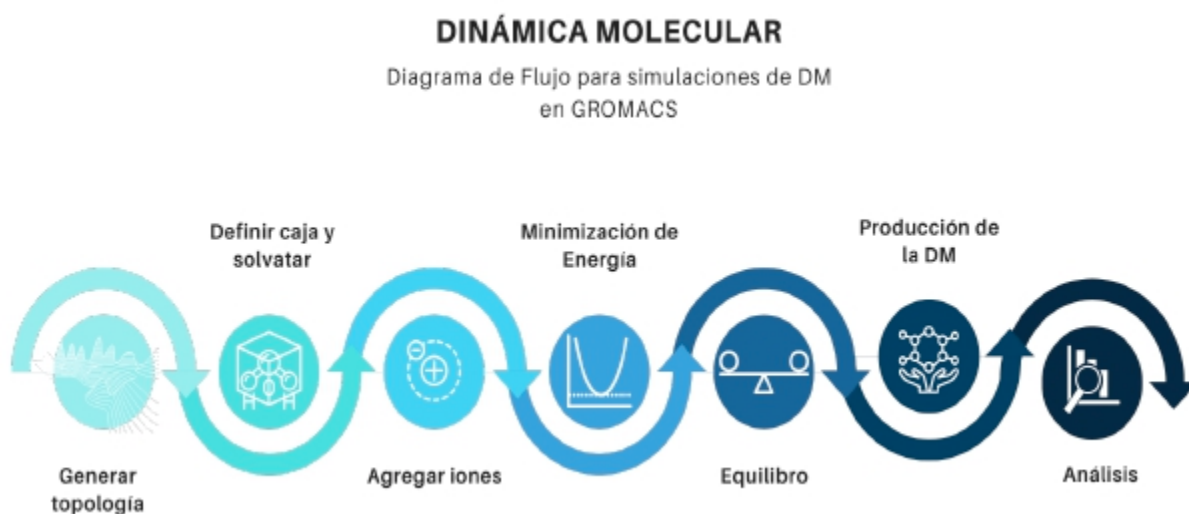 DINÁMICA MOLECULAR
Diagrama de Flujo para simulaciones de DM
en GROMACS
Generar
topología
Definir caja y
solvatar
Agregar iones
Minimización de
Energía
Equilibro
Producción de
la DM
Análisis